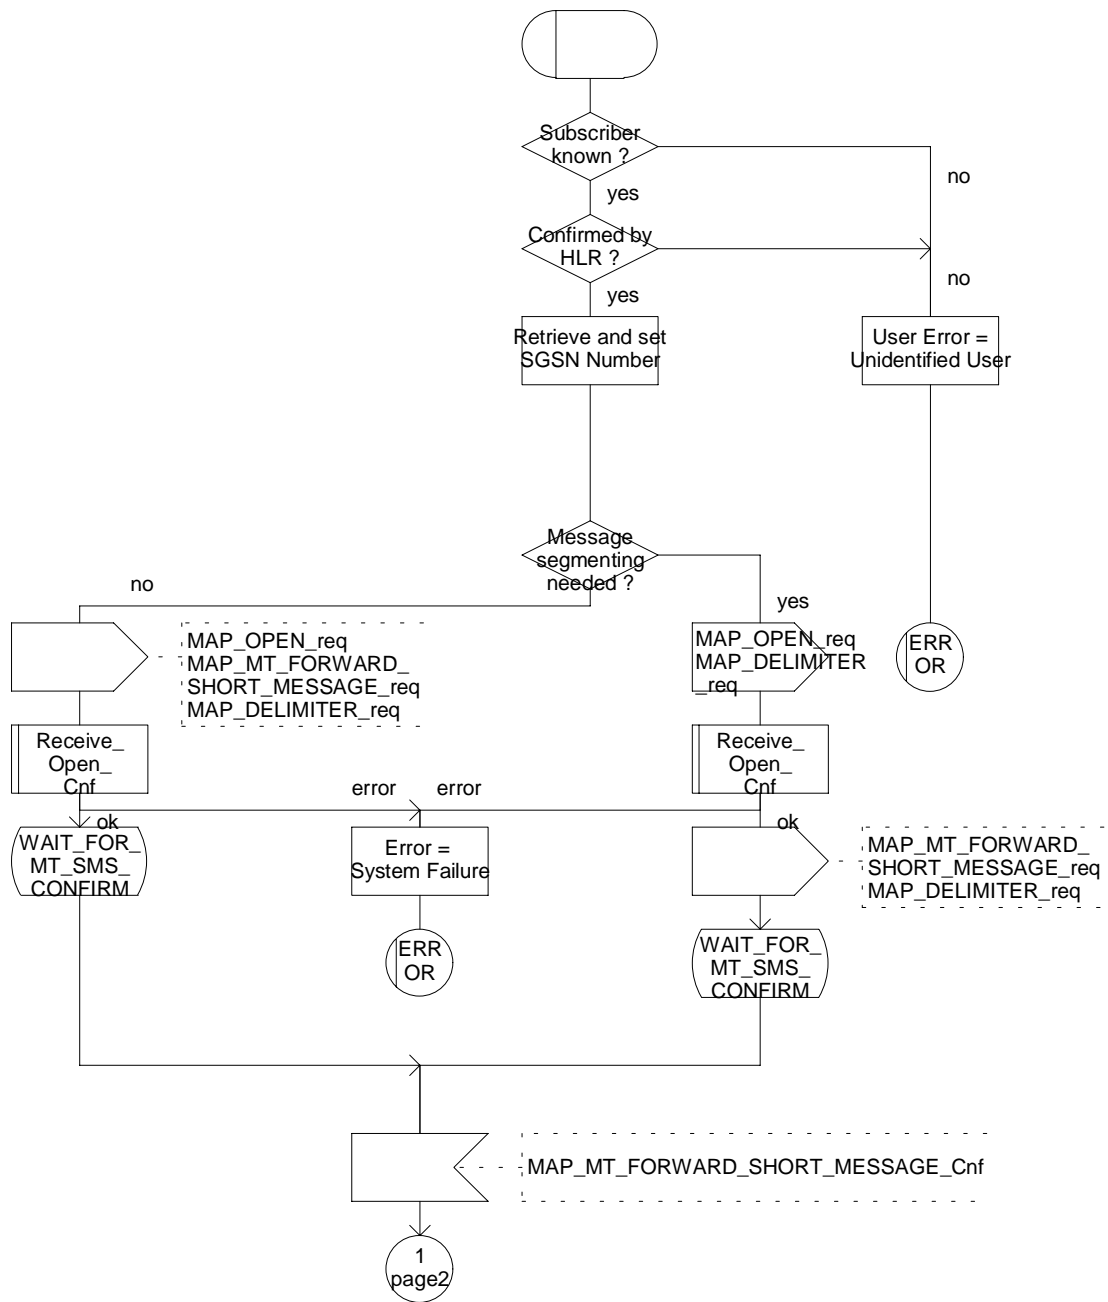 Subscriber
known ?
no
yes
Confirmed by
HLR ?
no
yes
Retrieve and set
SGSN Number
User Error =
Unidentified User
Message
segmenting
needed ?
no
yes
MAP_OPEN_req
MAP_MT_FORWARD_
SHORT_MESSAGE_req
MAP_DELIMITER_req
MAP_OPEN_req
MAP_DELIMITER
_req
ERR
OR
Receive_
Open_
Cnf
Receive_
Open_
Cnf
error
error
ok
ok
WAIT_FOR_
MT_SMS_
CONFIRM
Error =
System Failure
MAP_MT_FORWARD_
SHORT_MESSAGE_req
MAP_DELIMITER_req
ERR
OR
WAIT_FOR_
MT_SMS_
CONFIRM
MAP_MT_FORWARD_SHORT_MESSAGE_Cnf
1
page2